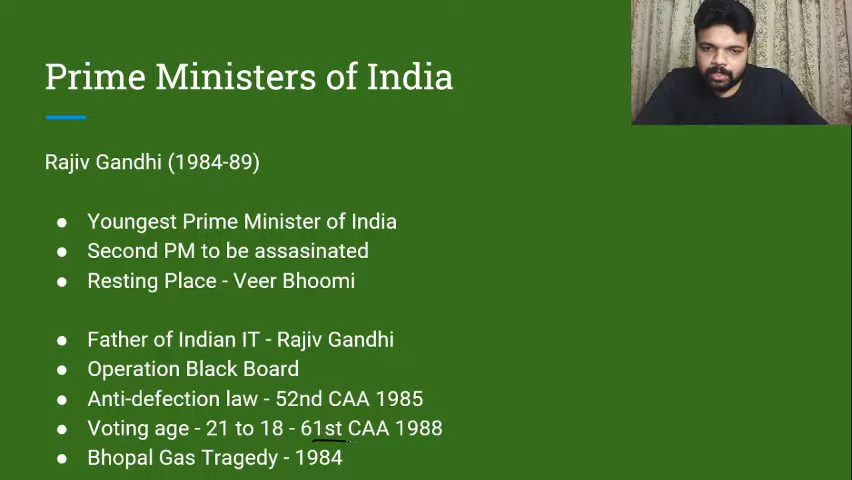 Prime Ministers of India
Rajiv Gandhi (1984-89)
● Youngest Prime Minister of India
● Second PM to be assasinated
● Resting Place - Veer Bhoomi
● Father of Indian IT - Rajiv Gandhi
● Operation Black Board
● Anti-defection law - 52nd CAA 1985
● Voting age - 21 to 18 - 61st CAA 1988
● Bhopal Gas Tragedy - 1984